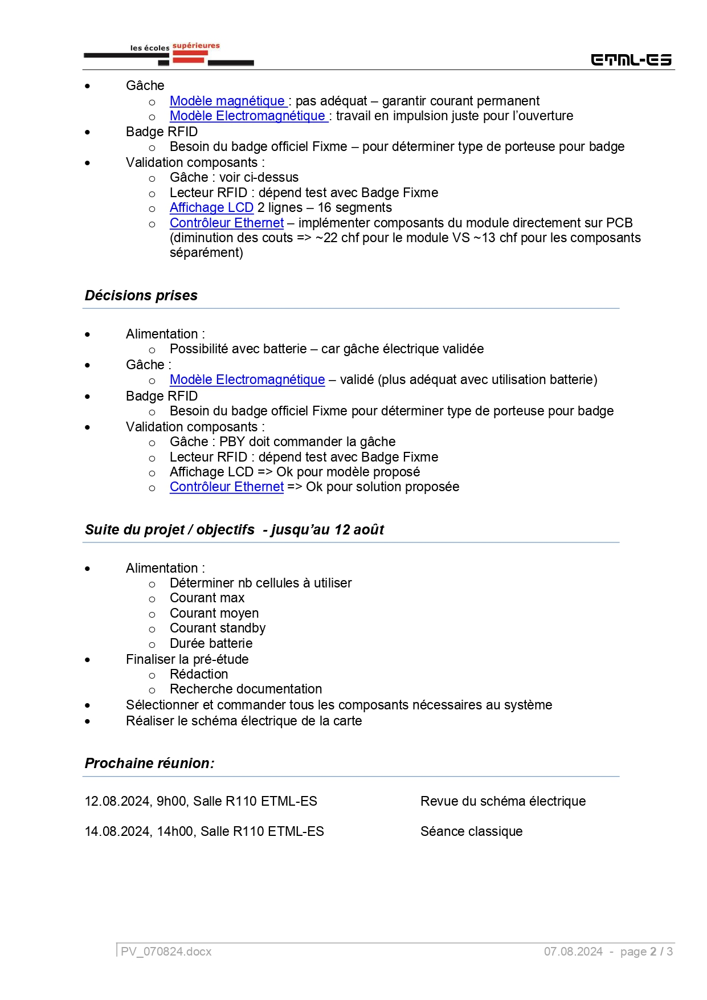 les écoles supérieures
ETML-ES
• Gâche
o Modèle magnétique : pas adéquat – garantir courant permanent
o Modèle Electromagnétique : travail en impulsion juste pour l’ouverture
• Badge RFID
o Besoin du badge officiel Fixme – pour déterminer type de porteuse pour badge
• Validation composants :
o Gâche : voir ci-dessus
o Lecteur RFID : dépend test avec Badge Fixme
o Affichage LCD 2 lignes – 16 segments
o Contrôleur Ethernet – implémenter composants du module directement sur PCB
(diminution des couts => ~22 chf pour le module VS ~13 chf pour les composants
séparément)
Décisions prises
• Alimentation :
o Possibilité avec batterie – car gâche électrique validée
• Gâche :
o Modèle Electromagnétique – validé (plus adéquat avec utilisation batterie)
• Badge RFID
o Besoin du badge officiel Fixme pour déterminer type de porteuse pour badge
• Validation composants :
o Gâche : PBY doit commander la gâche
o Lecteur RFID : dépend test avec Badge Fixme
o Affichage LCD => Ok pour modèle proposé
o Contrôleur Ethernet => Ok pour solution proposée
Suite du projet / objectifs  - jusqu’au 12 août
• Alimentation :
o Déterminer nb cellules à utiliser
o Courant max
o Courant moyen
o Courant standby
o Durée batterie
• Finaliser la pré-étude
o Rédaction
o Recherche documentation
• Sélectionner et commander tous les composants nécessaires au système
• Réaliser le schéma électrique de la carte
Prochaine réunion:
12.08.2024, 9h00, Salle R110 ETML-ES Revue du schéma électrique
14.08.2024, 14h00, Salle R110 ETML-ES Séance classique
PV_070824.docx 07.08.2024 - page 2 / 3